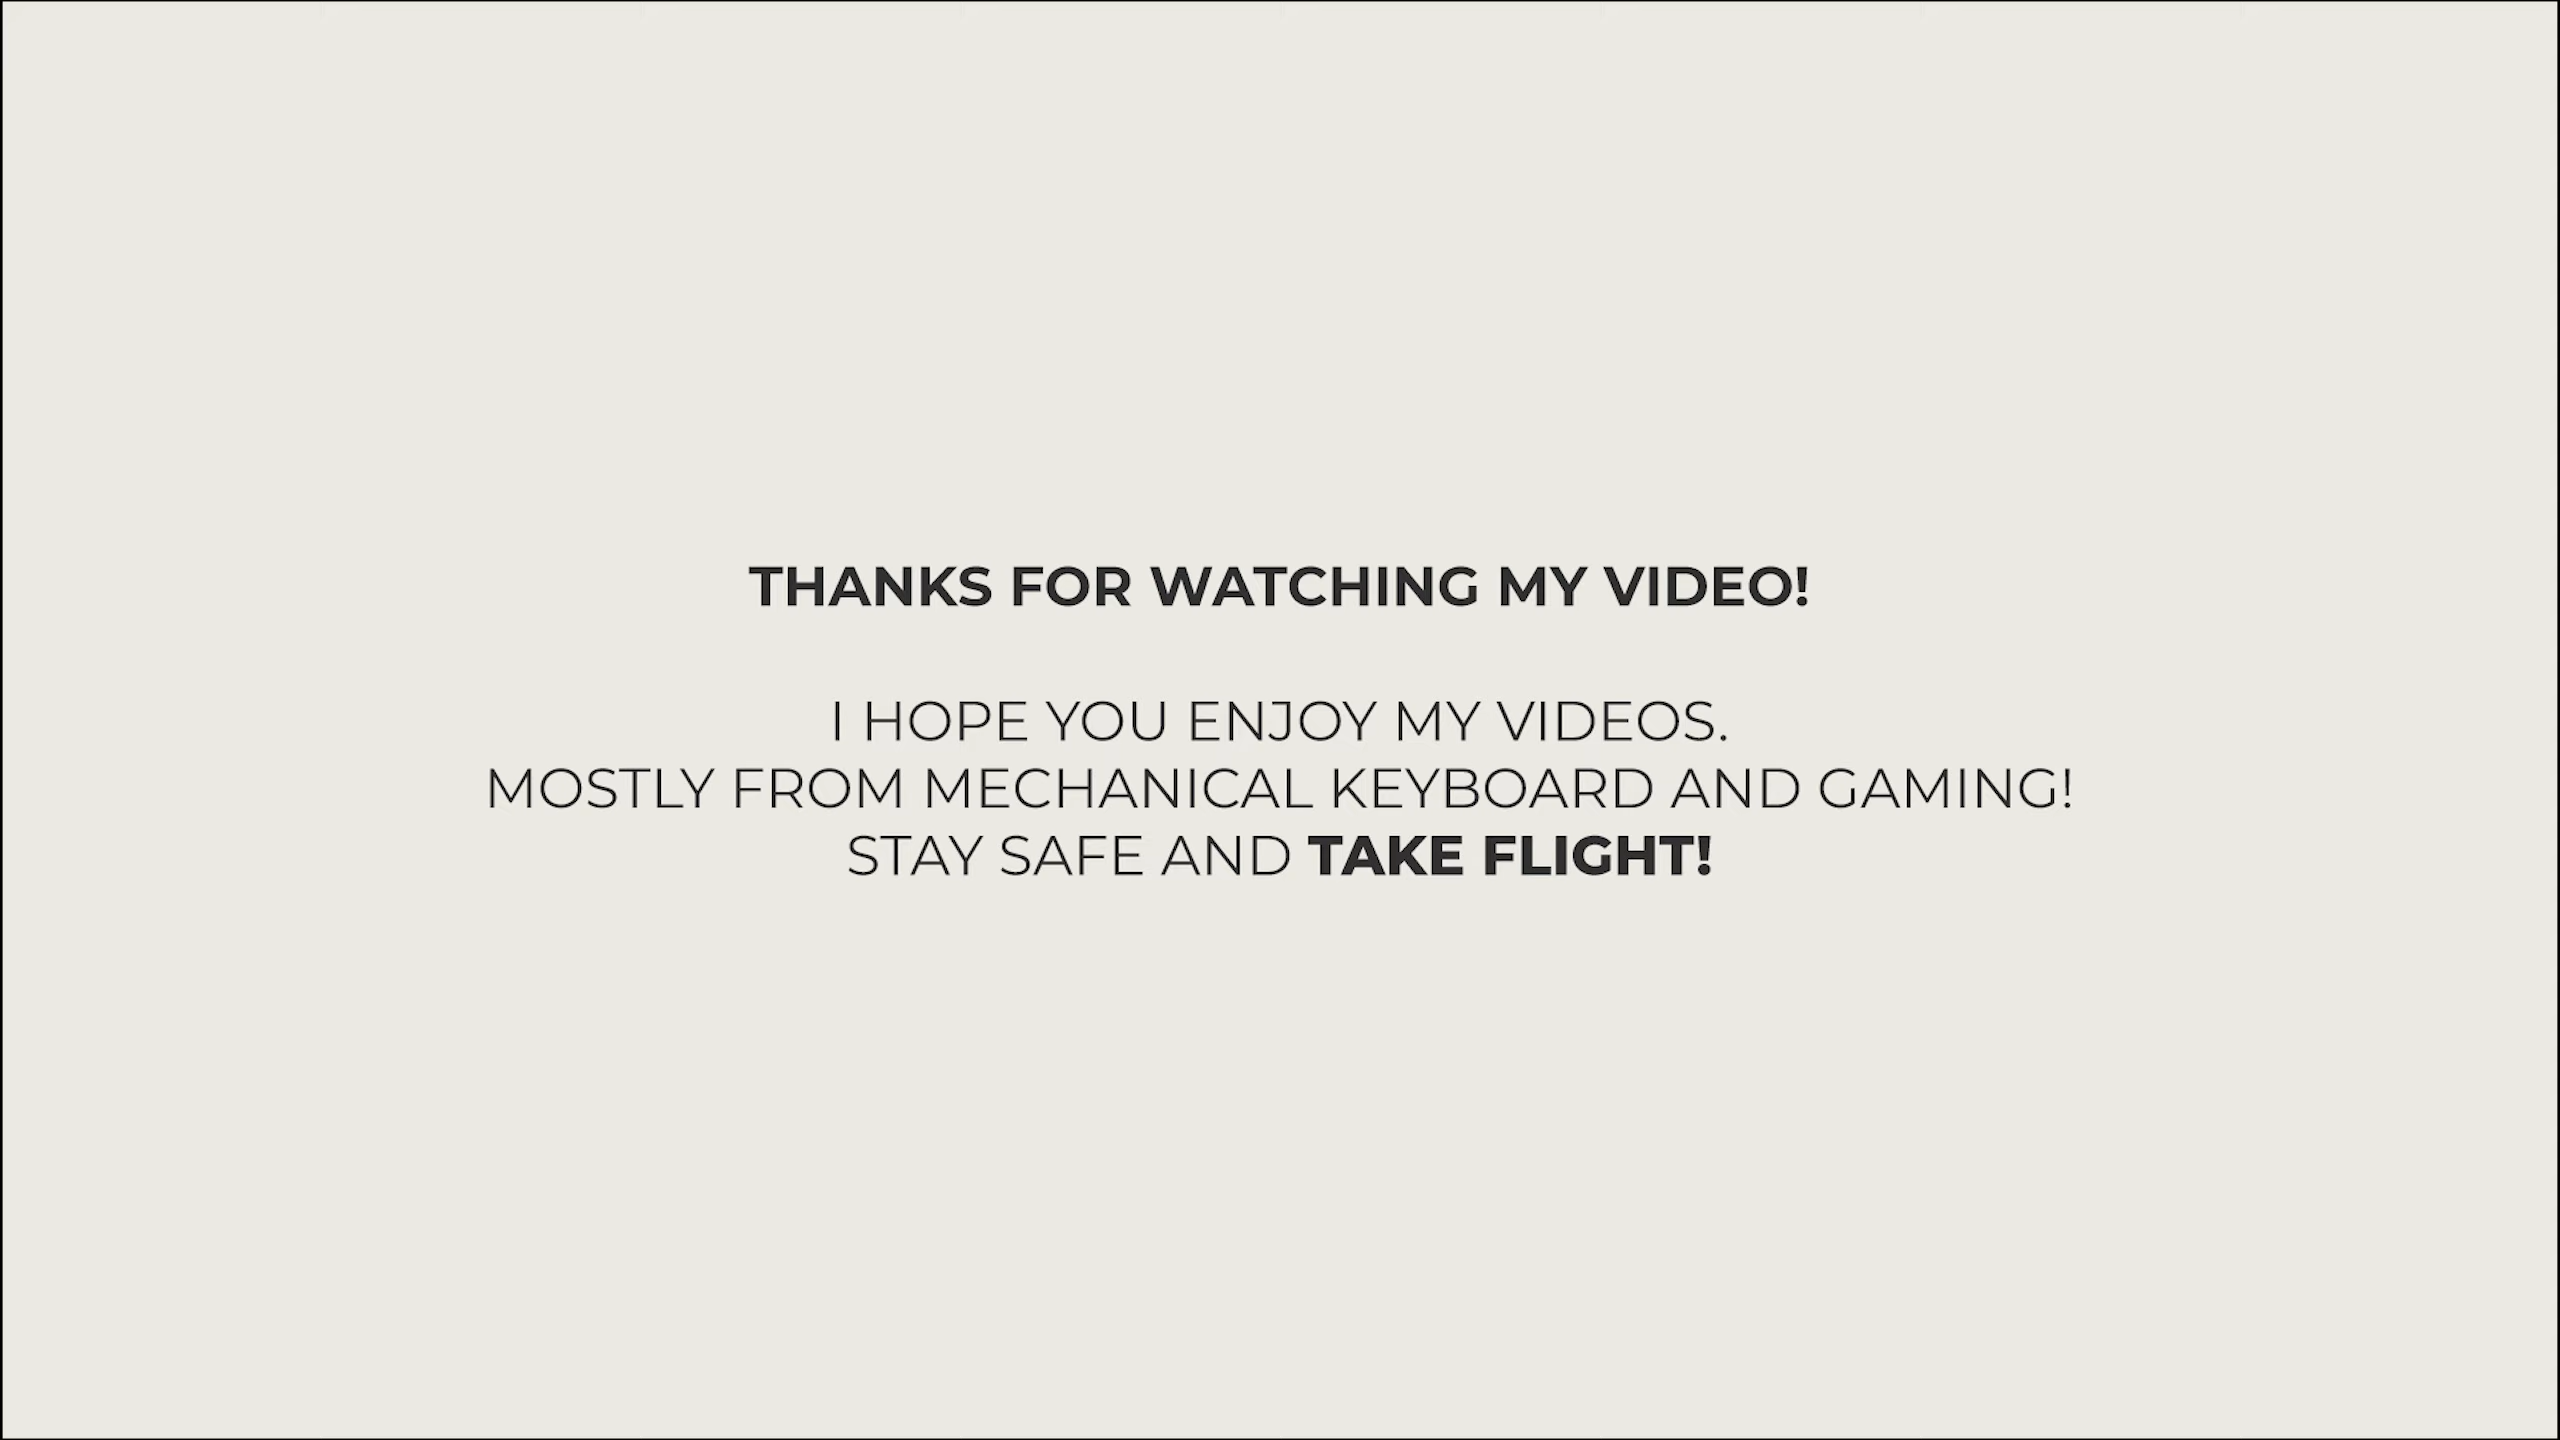 THANKS FOR WATCHING MY VIDEO!
I HOPE YOU ENJOY MY VIDEOS.
MOSTLY FROM MECHANICAL KEYBOARD AND GAMING!
STAY SAFE AND TAKE FLIGHT!